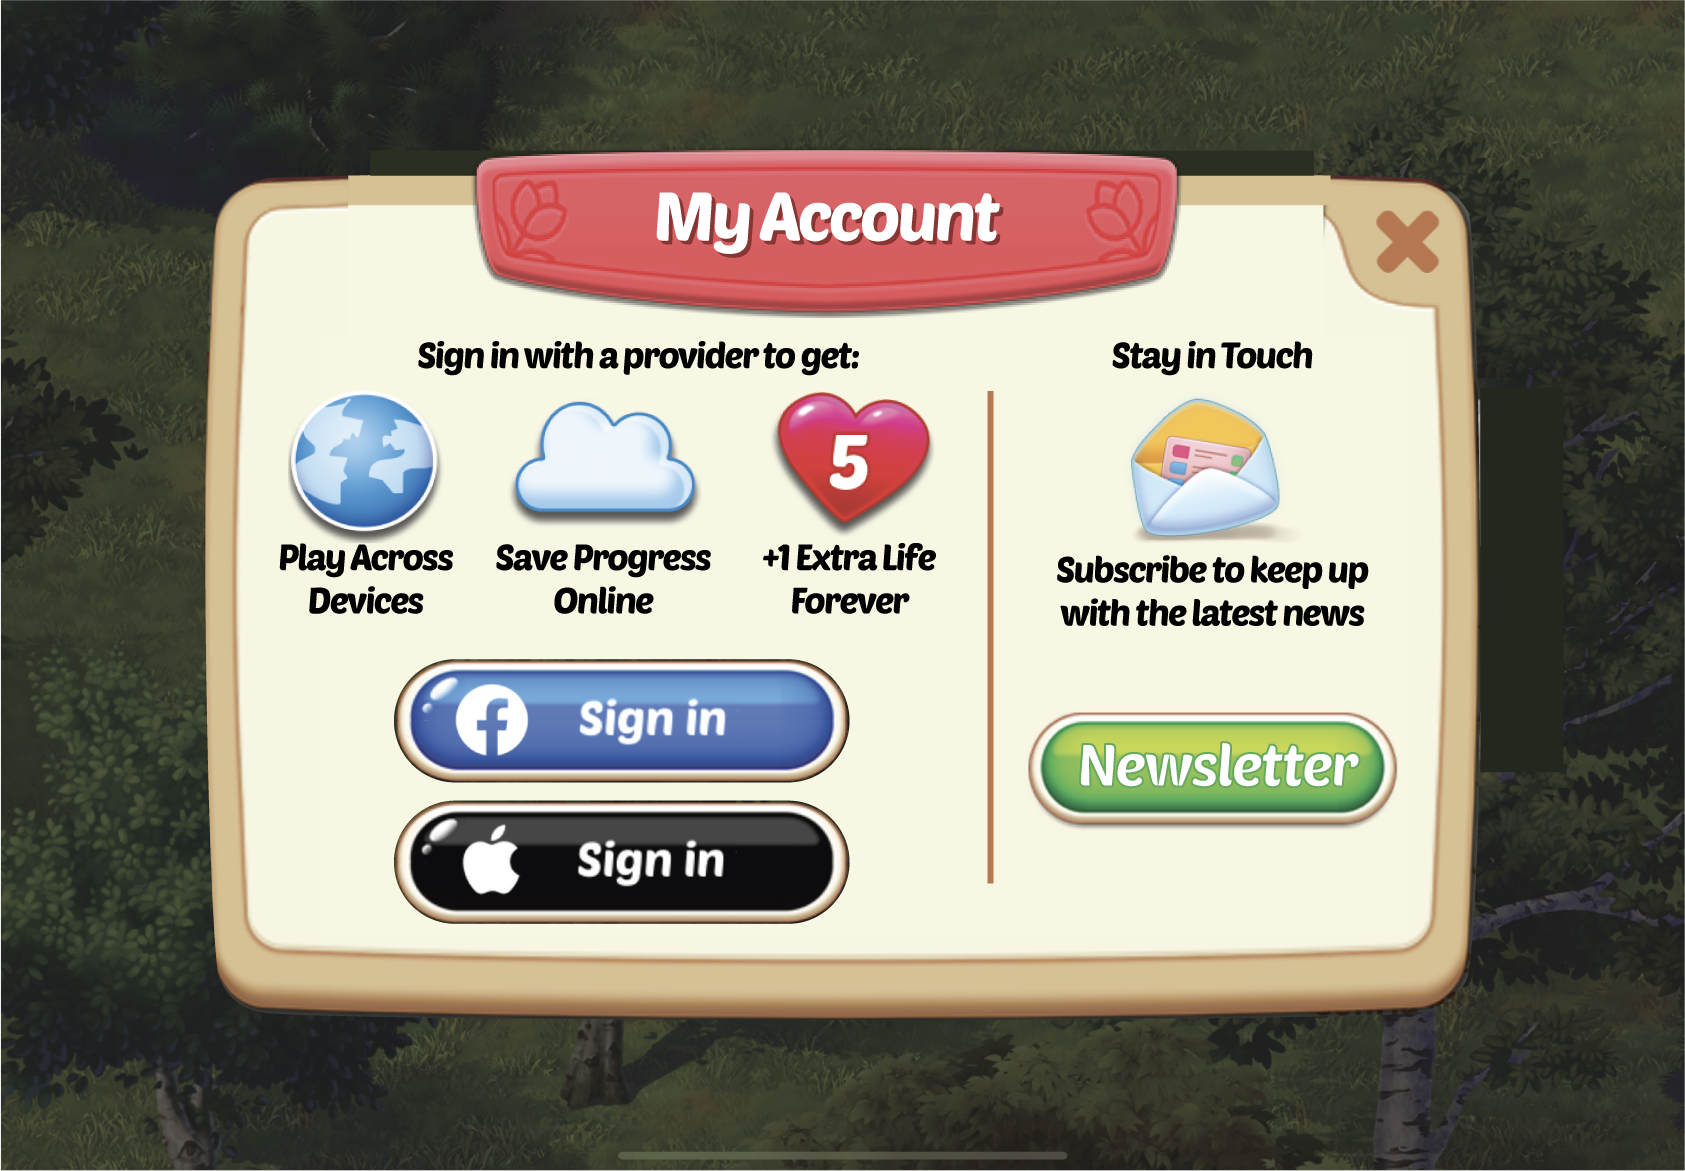 My Account
Sign in with a provider to get:
5
Play Across
Devices
Save Progress
Online
+1 Extra Life
Forever
Sign in
Sign in
Stay in Touch
Subscribe to keep up
with the latest news
Newsletter